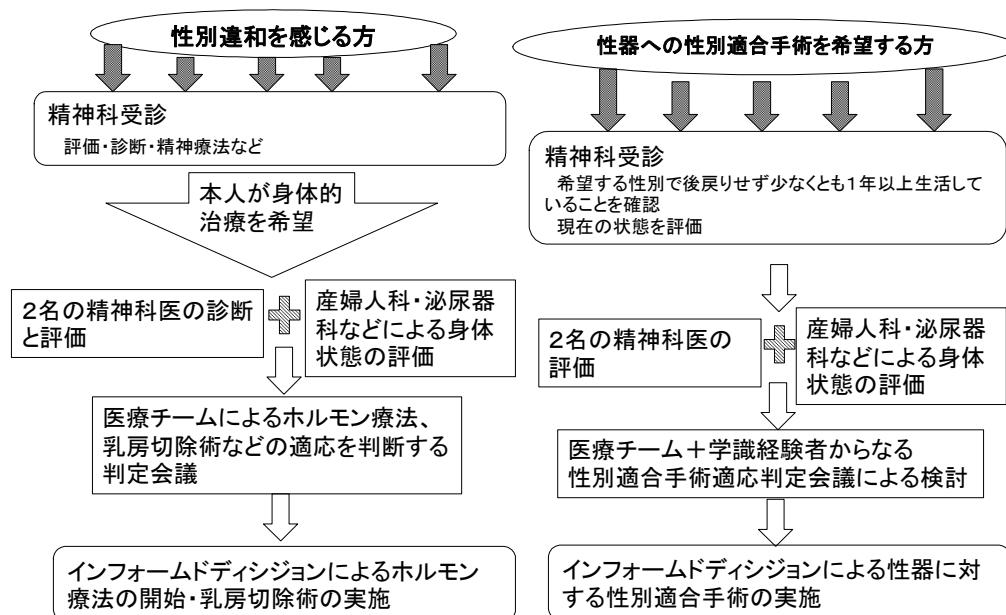 性別違和を感じる方
精神科受診
評価・診断・精神療法など
本人が身体的
治療を希望
2名の精神科医の診断
と評価
産婦人科・泌尿器
科などによる身体
状態の評価
医療チームによるホルモン療法、
乳房切除術などの適応を判断する
判定会議
インフォームドディシジョンによるホルモン
療法の開始・乳房切除術の実施
性器への性別適合手術を希望する方
精神科受診
希望する性別で後戻りせず少なくとも1年以上生活して
いることを確認
現在の状態を評価
2名の精神科医の
評価
産婦人科・泌尿器
科などによる身体
状態の評価
医療チーム+学識経験者からなる
性別適合手術適応判定会議による検討
インフォームドディシジョンによる性器に対
する性別適合手術の実施